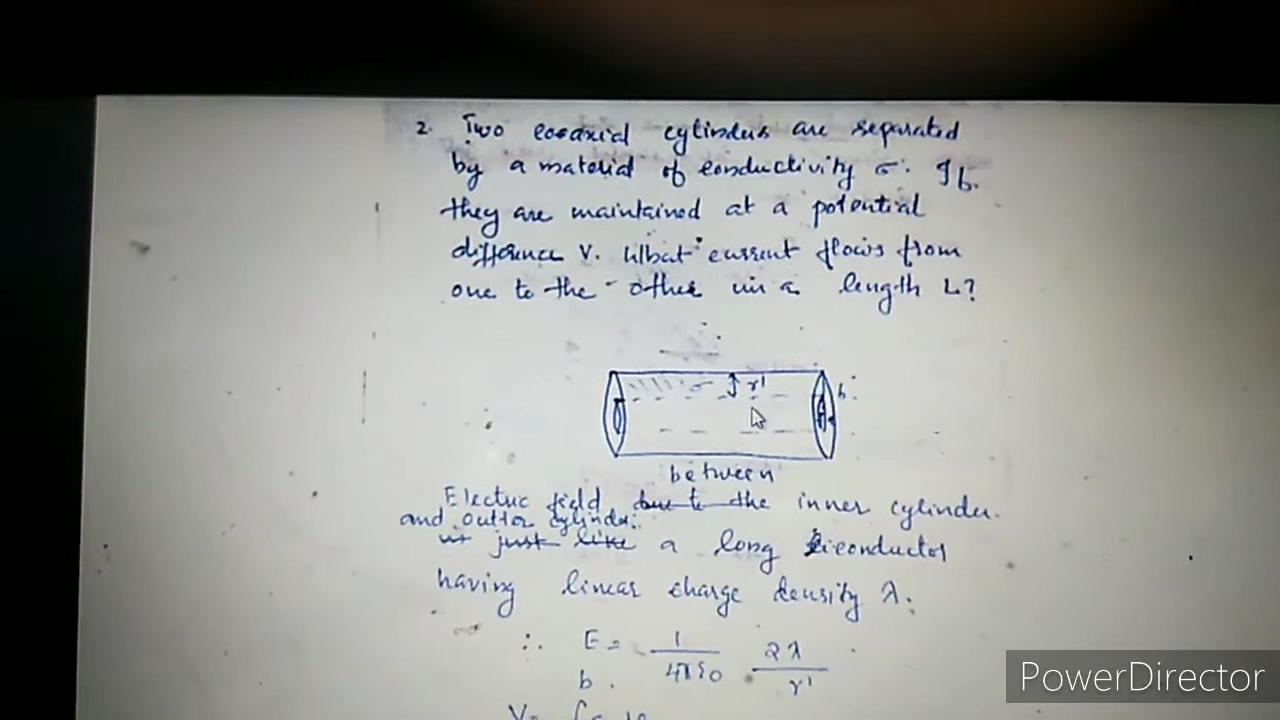 2. Two coaxial cylinders are separated
by a material of conductivity σ. If
they are maintained at a potential
difference V. What current flows from
one to the other in a length L?
r'
b
between
Electric field due to the inner cylinder.
and outter cylinder.
just like a long conductor
having linear charge density λ.
∴ E = 1/4πε0 2λ/r'
b
V =
PowerDirector